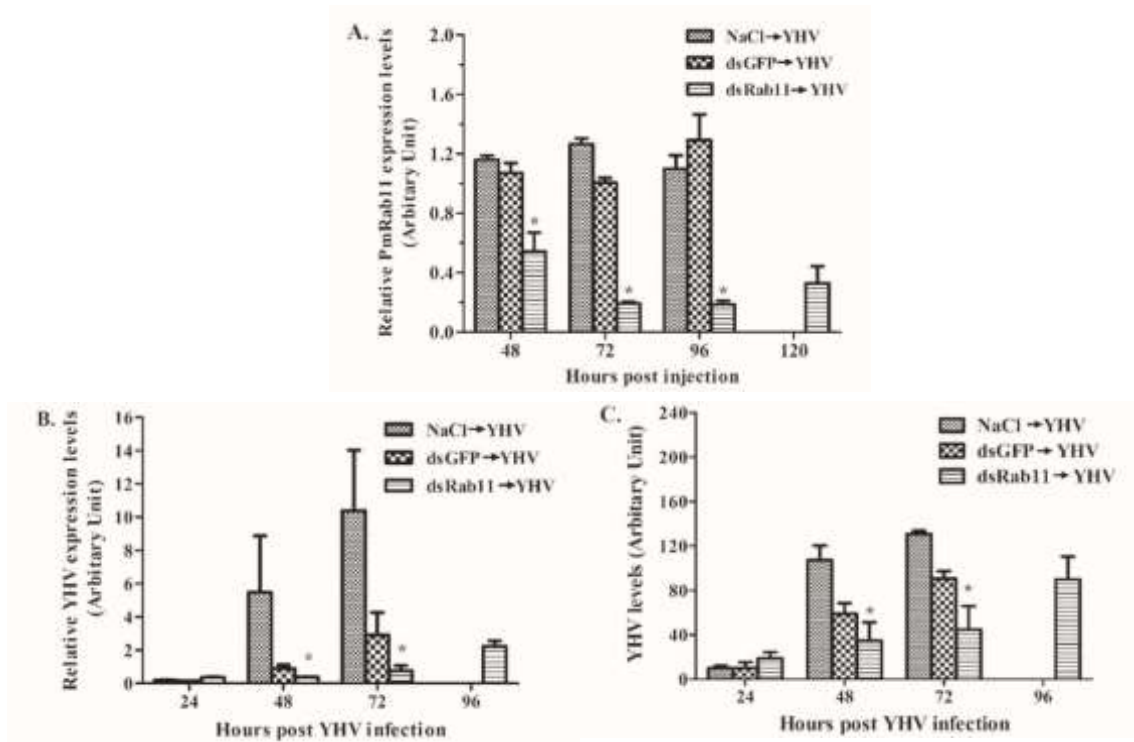 A.
NaCl→YHV
dsGFP→YHV
dsRab11→YHV
Relative PmRab11 expression levels
(Arbitary Unit)
2.0
1.6
1.2
0.8
0.4
0.0
*
*
*
48 72 96 120
Hours post injection
B.
NaCl→YHV
dsGFP→YHV
dsRab11→YHV
Relative YHV expression levels
(Arbitary Unit)
16
14
12
10
8
6
4
2
0
*
*
24 48 72 96
Hours post YHV infection
C.
NaCl→YHV
dsGFP→YHV
dsRab11→YHV
YHV levels (Arbitary Unit)
240
200
160
120
80
40
0
*
*
24 48 72 96
Hours post YHV infection